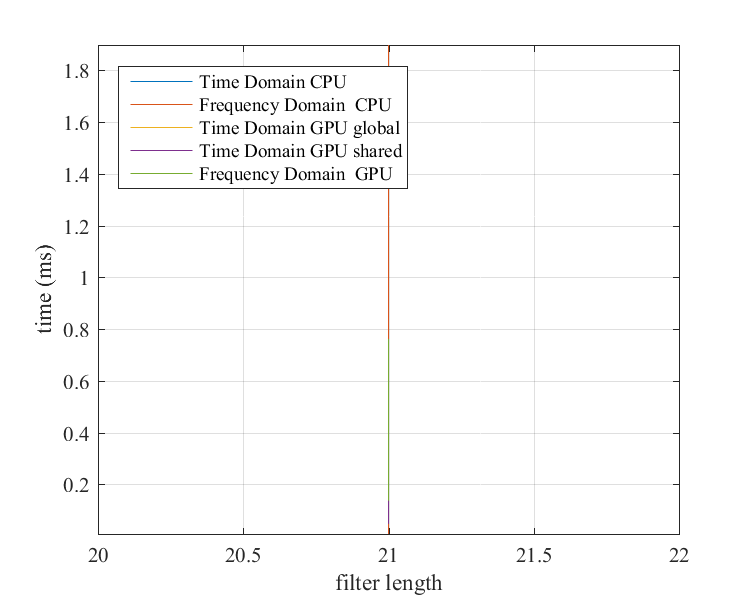 1.8
1.6
1.4
1.2
1
0.8
0.6
0.4
0.2
time (ms)
Time Domain CPU
Frequency Domain  CPU
Time Domain GPU global
Time Domain GPU shared
Frequency Domain  GPU
20 20.5 21 21.5 22
filter length